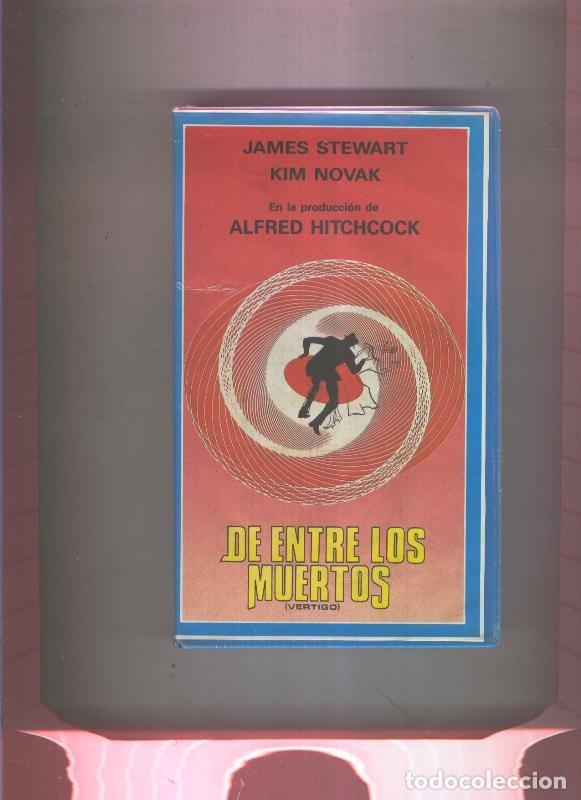 JAMES STEWART
KIM NOVAK
En la producción de
ALFRED HITCHCOCK
DE ENTRE LOS
MUERTOS
(VERTIGO)
todocoleccion